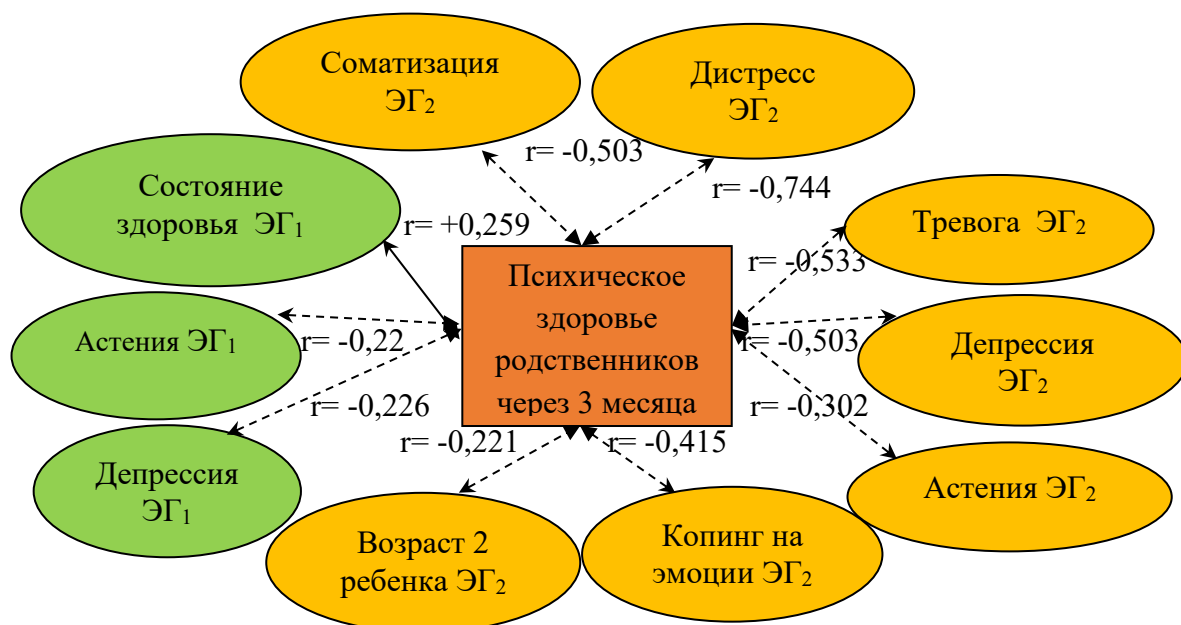 Соматизация
ЭГ₂
Дистресс
ЭГ₂
r= -0,503
r= -0,744
Состояние
здоровья ЭГ₁
r= +0,259
Тревога ЭГ₂
r= -0,533
Психическое
здоровье
родственников
через 3 месяца
Астения ЭГ₁
r= -0,22
r= -0,503
Депрессия
ЭГ₂
r= -0,226
r= -0,302
r= -0,221
r= -0,415
Депрессия
ЭГ₁
Астения ЭГ₂
Возраст 2
ребенка ЭГ₂
Копинг на
эмоции ЭГ₂